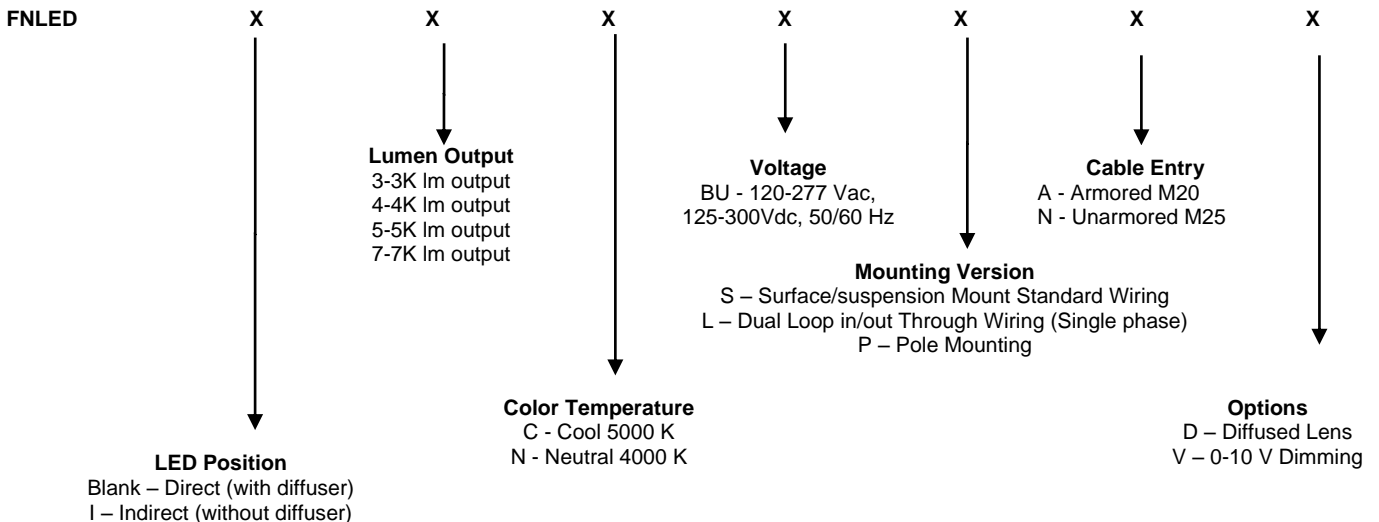 FNLED X X X X X X X
Lumen Output
3-3K lm output
4-4K lm output
5-5K lm output
7-7K lm output
Voltage
BU - 120-277 Vac,
125-300Vdc, 50/60 Hz
Cable Entry
A - Armored M20
N - Unarmored M25
Mounting Version
S – Surface/suspension Mount Standard Wiring
L – Dual Loop in/out Through Wiring (Single phase)
P – Pole Mounting
Color Temperature
C - Cool 5000 K
N - Neutral 4000 K
Options
D – Diffused Lens
V – 0-10 V Dimming
LED Position
Blank – Direct (with diffuser)
I – Indirect (without diffuser)